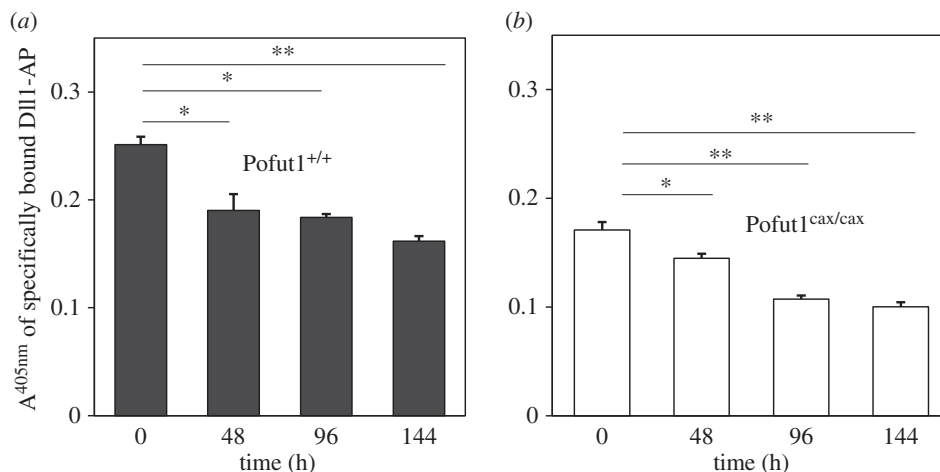 (a)
A405nm of specifically bound Dll1-AP
0.3
0.2
0.1
0
**
*
*
Pofut1+/+
0 48 96 144
time (h)
(b)
0.3
0.2
0.1
0
**
**
*
Pofut1cax/cax
0 48 96 144
time (h)